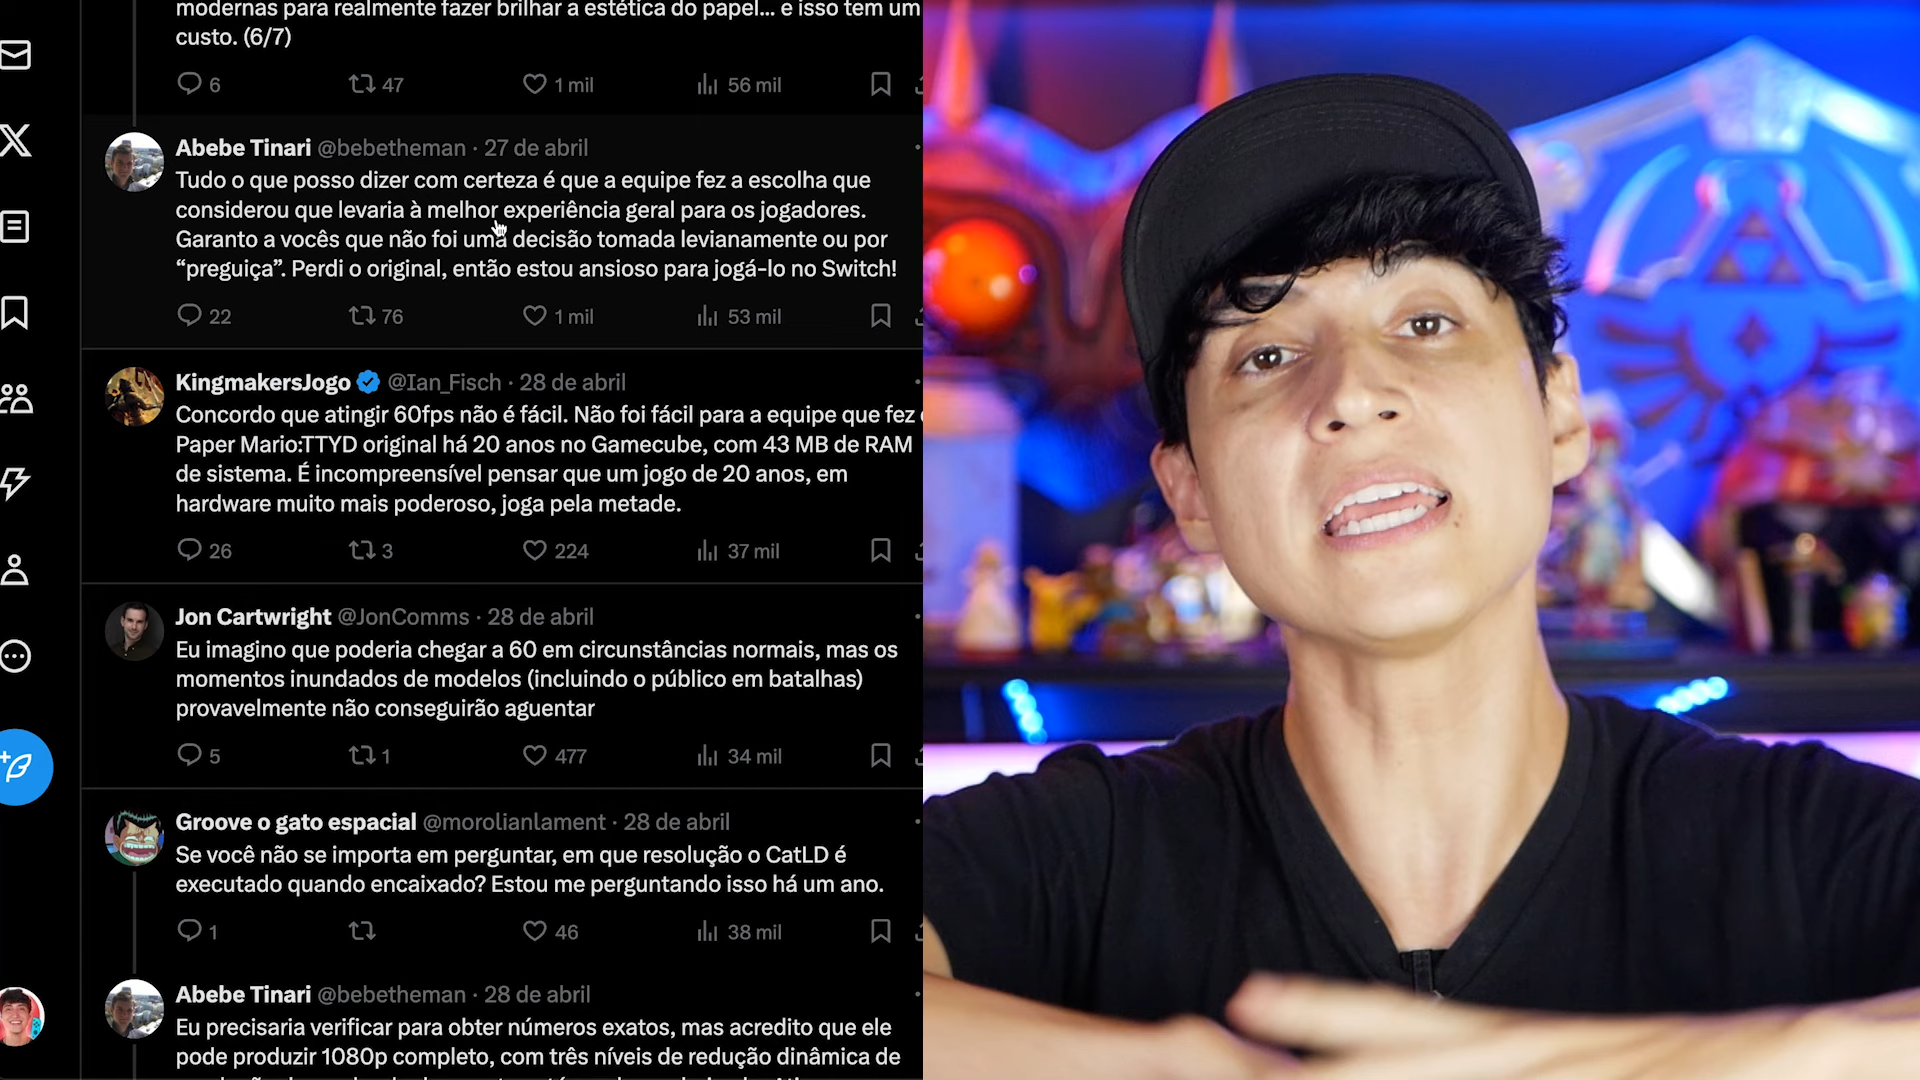 modernas para realmente fazer brilhar a estética do papel... e isso tem um
custo. (6/7)
6 47 1 mil 56 mil
Abebe Tinari @bebetheman · 27 de abril
Tudo o que posso dizer com certeza é que a equipe fez a escolha que
considerou que levaria à melhor experiência geral para os jogadores.
Garanto a vocês que não foi uma decisão tomada levianamente ou por
“preguiça”. Perdi o original, então estou ansioso para jogá-lo no Switch!
22 76 1 mil 53 mil
KingmakersJogo @Ian_Fisch · 28 de abril
Concordo que atingir 60fps não é fácil. Não foi fácil para a equipe que fez
Paper Mario:TTYD original há 20 anos no Gamecube, com 43 MB de RAM
de sistema. É incompreensível pensar que um jogo de 20 anos, em
hardware muito mais poderoso, joga pela metade.
26 3 224 37 mil
Jon Cartwright @JonComms · 28 de abril
Eu imagino que poderia chegar a 60 em circunstâncias normais, mas os
momentos inundados de modelos (incluindo o público em batalhas)
provavelmente não conseguirão aguentar
5 1 477 34 mil
Groove o gato espacial @morolianlament · 28 de abril
Se você não se importa em perguntar, em que resolução o CatLD é
executado quando encaixado? Estou me perguntando isso há um ano.
1 46 38 mil
Abebe Tinari @bebetheman · 28 de abril
Eu precisaria verificar para obter números exatos, mas acredito que ele
pode produzir 1080p completo, com três níveis de redução dinâmica de